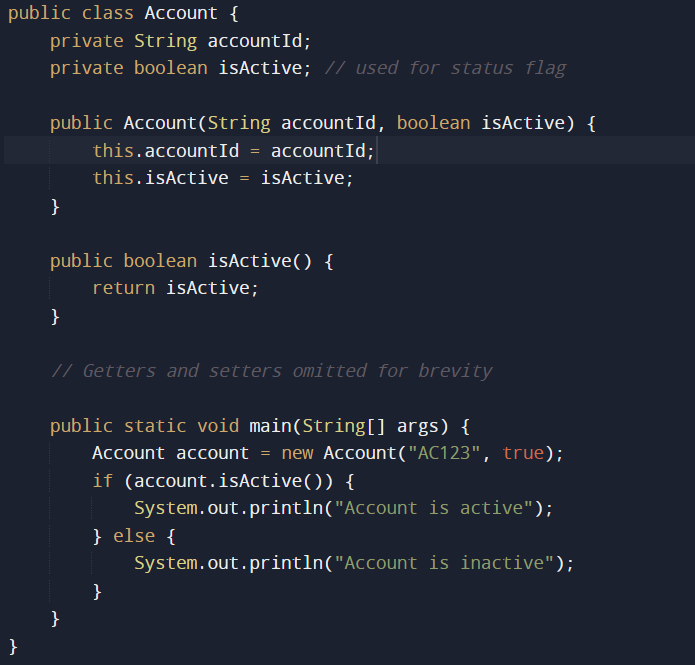 public class Account {
    private String accountId;
    private boolean isActive; // used for status flag

    public Account(String accountId, boolean isActive) {
        this.accountId = accountId;
        this.isActive = isActive;
    }

    public boolean isActive() {
        return isActive;
    }

    // Getters and setters omitted for brevity

    public static void main(String[] args) {
        Account account = new Account("AC123", true);
        if (account.isActive()) {
            System.out.println("Account is active");
        } else {
            System.out.println("Account is inactive");
        }
    }
}